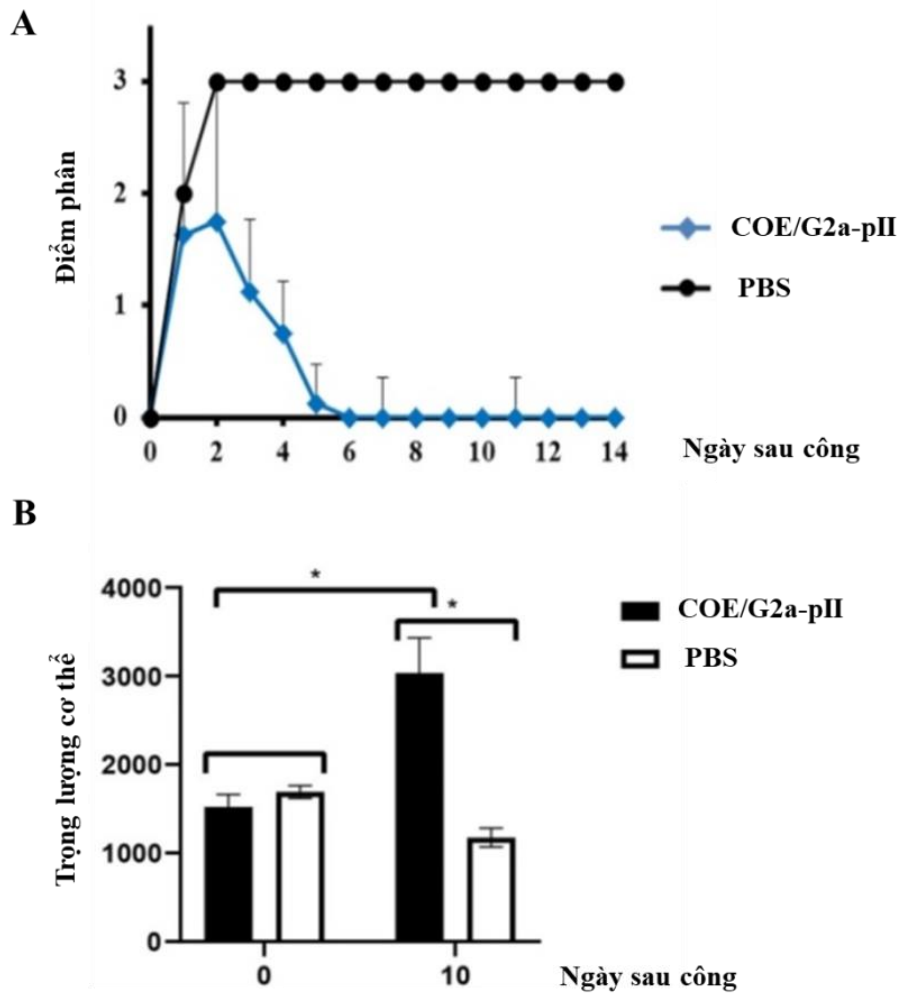 A
3
2
1
0
Điểm phân
0 2 4 6 8 10 12 14
Ngày sau công
COE/G2a-pII
PBS
B
4000
3000
2000
1000
0
Trọng lượng cơ thể
* *
0 10
Ngày sau công
COE/G2a-pII
PBS